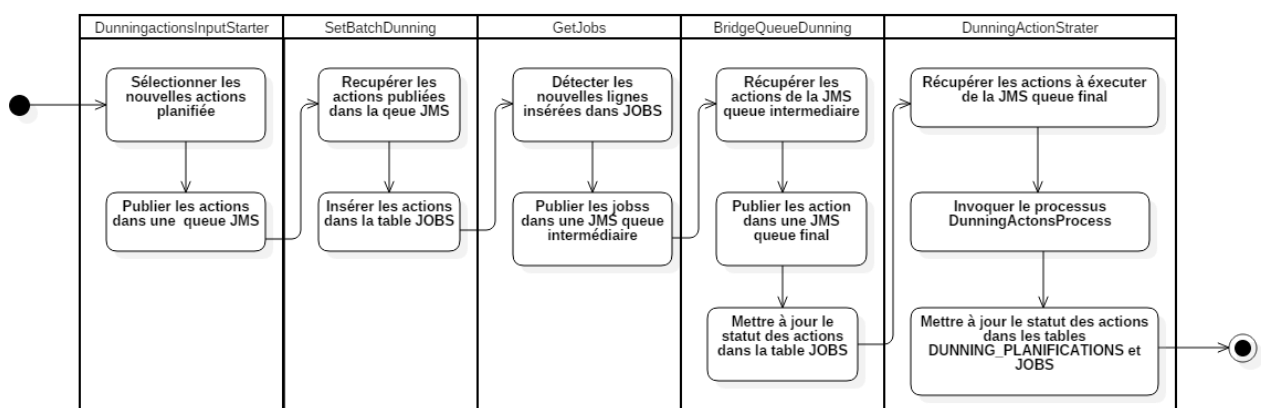 DunningactionsInputStarter
SetBatchDunning
GetJobs
BridgeQueueDunning
DunningActionStrater
Sélectionner les
nouvelles actions
planifiée
Publier les actions
dans une queue JMS
Recupérer les
actions publiées
dans la qeue JMS
Insérer les actions
dans la table JOBS
Détecter les
nouvelles lignes
insérées dans JOBS
Publier les jobss
dans une JMS queue
intermédiaire
Récupérer les
actions de la JMS
queue intermediaire
Publier les action
dans une JMS
queue final
Mettre à jour le
statut des actions
dans la table JOBS
Récupérer les actions à éxecuter
de la JMS queue final
Invoquer le processus
DunningActonsProcess
Mettre à jour le statut des actions
dans les tables
DUNNING_PLANIFICATIONS et
JOBS